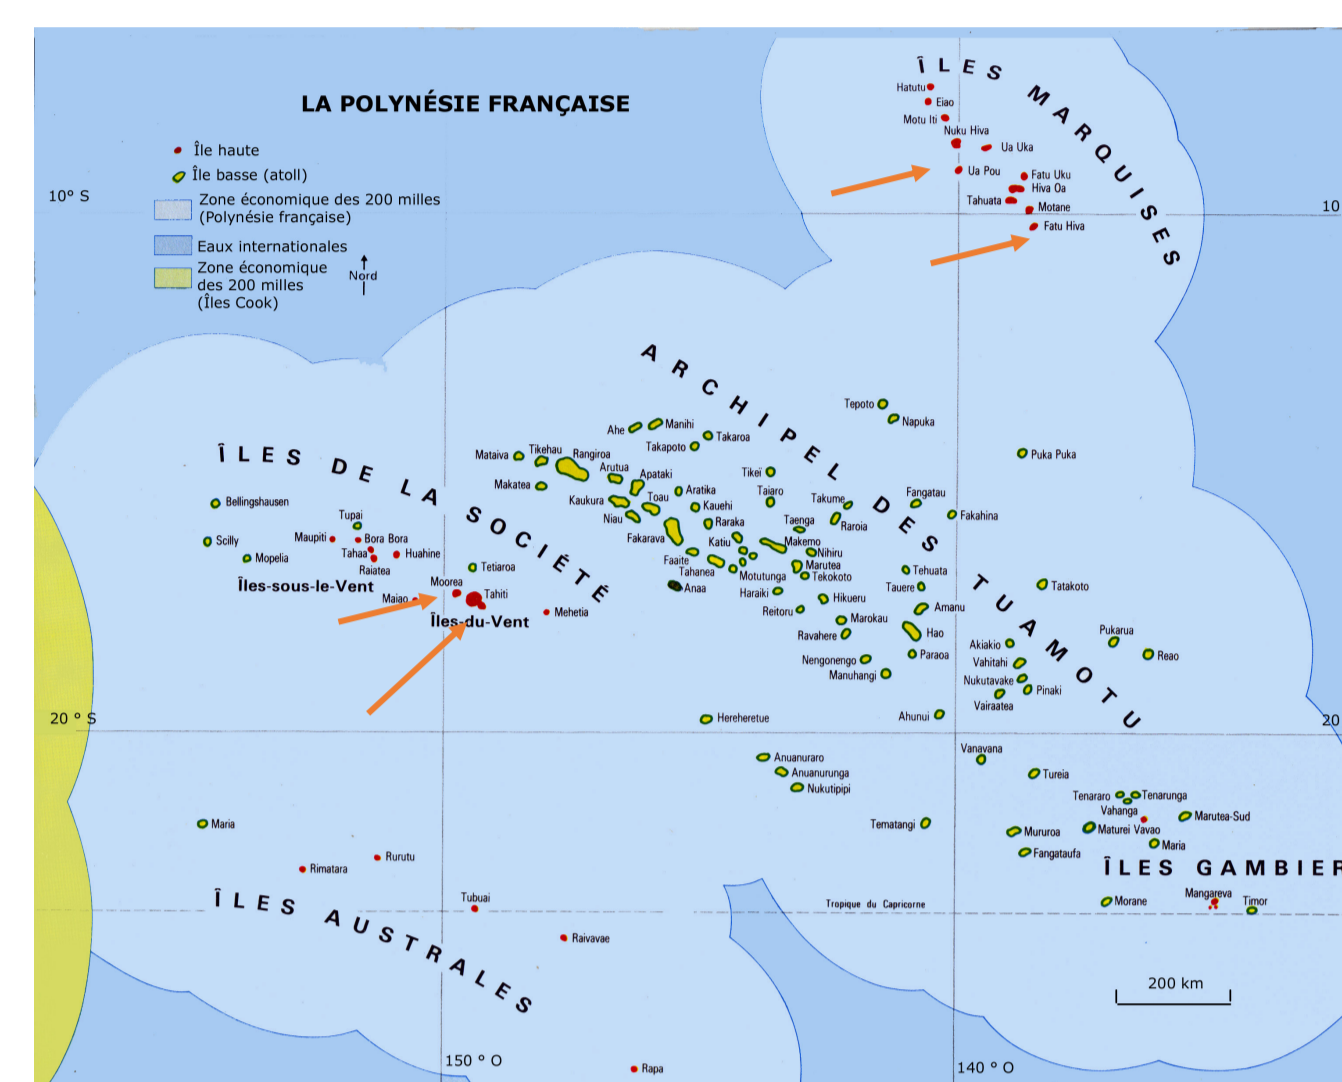 LA POLYNÉSIE FRANÇAISE
Île haute
Île basse (atoll)
Zone économique des 200 milles
(Polynésie française)
Eaux internationales
Zone économique
des 200 milles
(Îles Cook)
Nord
10° S
10
ÎLES MARQUISES
Hatutu
Eiao
Motu Iti
Nuku Hiva
Ua Uka
Ua Pou
Fatu Uku
Hiva Oa
Tahuata
Motane
Fatu Hiva
ARCHIPEL DES TUAMOTU
Tepoto
Napuka
Puka Puka
Ahe
Manihi
Takaroa
Takapoto
Mataiva
Tikehau
Rangiroa
Arutua
Apataki
Tikeï
Makatea
Kaukura
Toau
Aratika
Kauehi
Taiaro
Takume
Fangatau
Fakahina
Niau
Raraka
Taenga
Raroia
Fakarava
Katiu
Makemo
Nihiru
Faaite
Tahanea
Motutunga
Marutea
Tekokoto
Tehuata
Tauere
Tatakoto
Anaa
Haraiki
Hikueru
Reitoru
Amanu
Marokau
Ravahere
Hao
Pukarua
Reao
Akiakio
Nengonengo
Paraoa
Vahitahi
Manuhangi
Nukutavake
Pinaki
Vairaatea
Hereheretue
Ahunui
ÎLES DE LA SOCIÉTÉ
Bellingshausen
Scilly
Mopelia
Tupai
Maupiti
Bora Bora
Tahaa
Huahine
Raiatea
Îles-sous-le-Vent
Tetiaroa
Moorea
Tahiti
Maiao
Mehetia
Îles-du-Vent
20 ° S
20
Anuanuraro
Anuanurunga
Nukutipipi
Vanavana
Tureia
Tenararo
Tenarunga
Vahanga
Marutea-Sud
Tematangi
Mururoa
Maturei Vavao
Maria
Fangataufa
ÎLES GAMBIER
Morane
Mangareva
Timor
Tropique du Capricorne
Maria
Rimatara
Rurutu
ÎLES AUSTRALES
Tubuai
Raivavae
Rapa
200 km
150 ° O
140 ° O